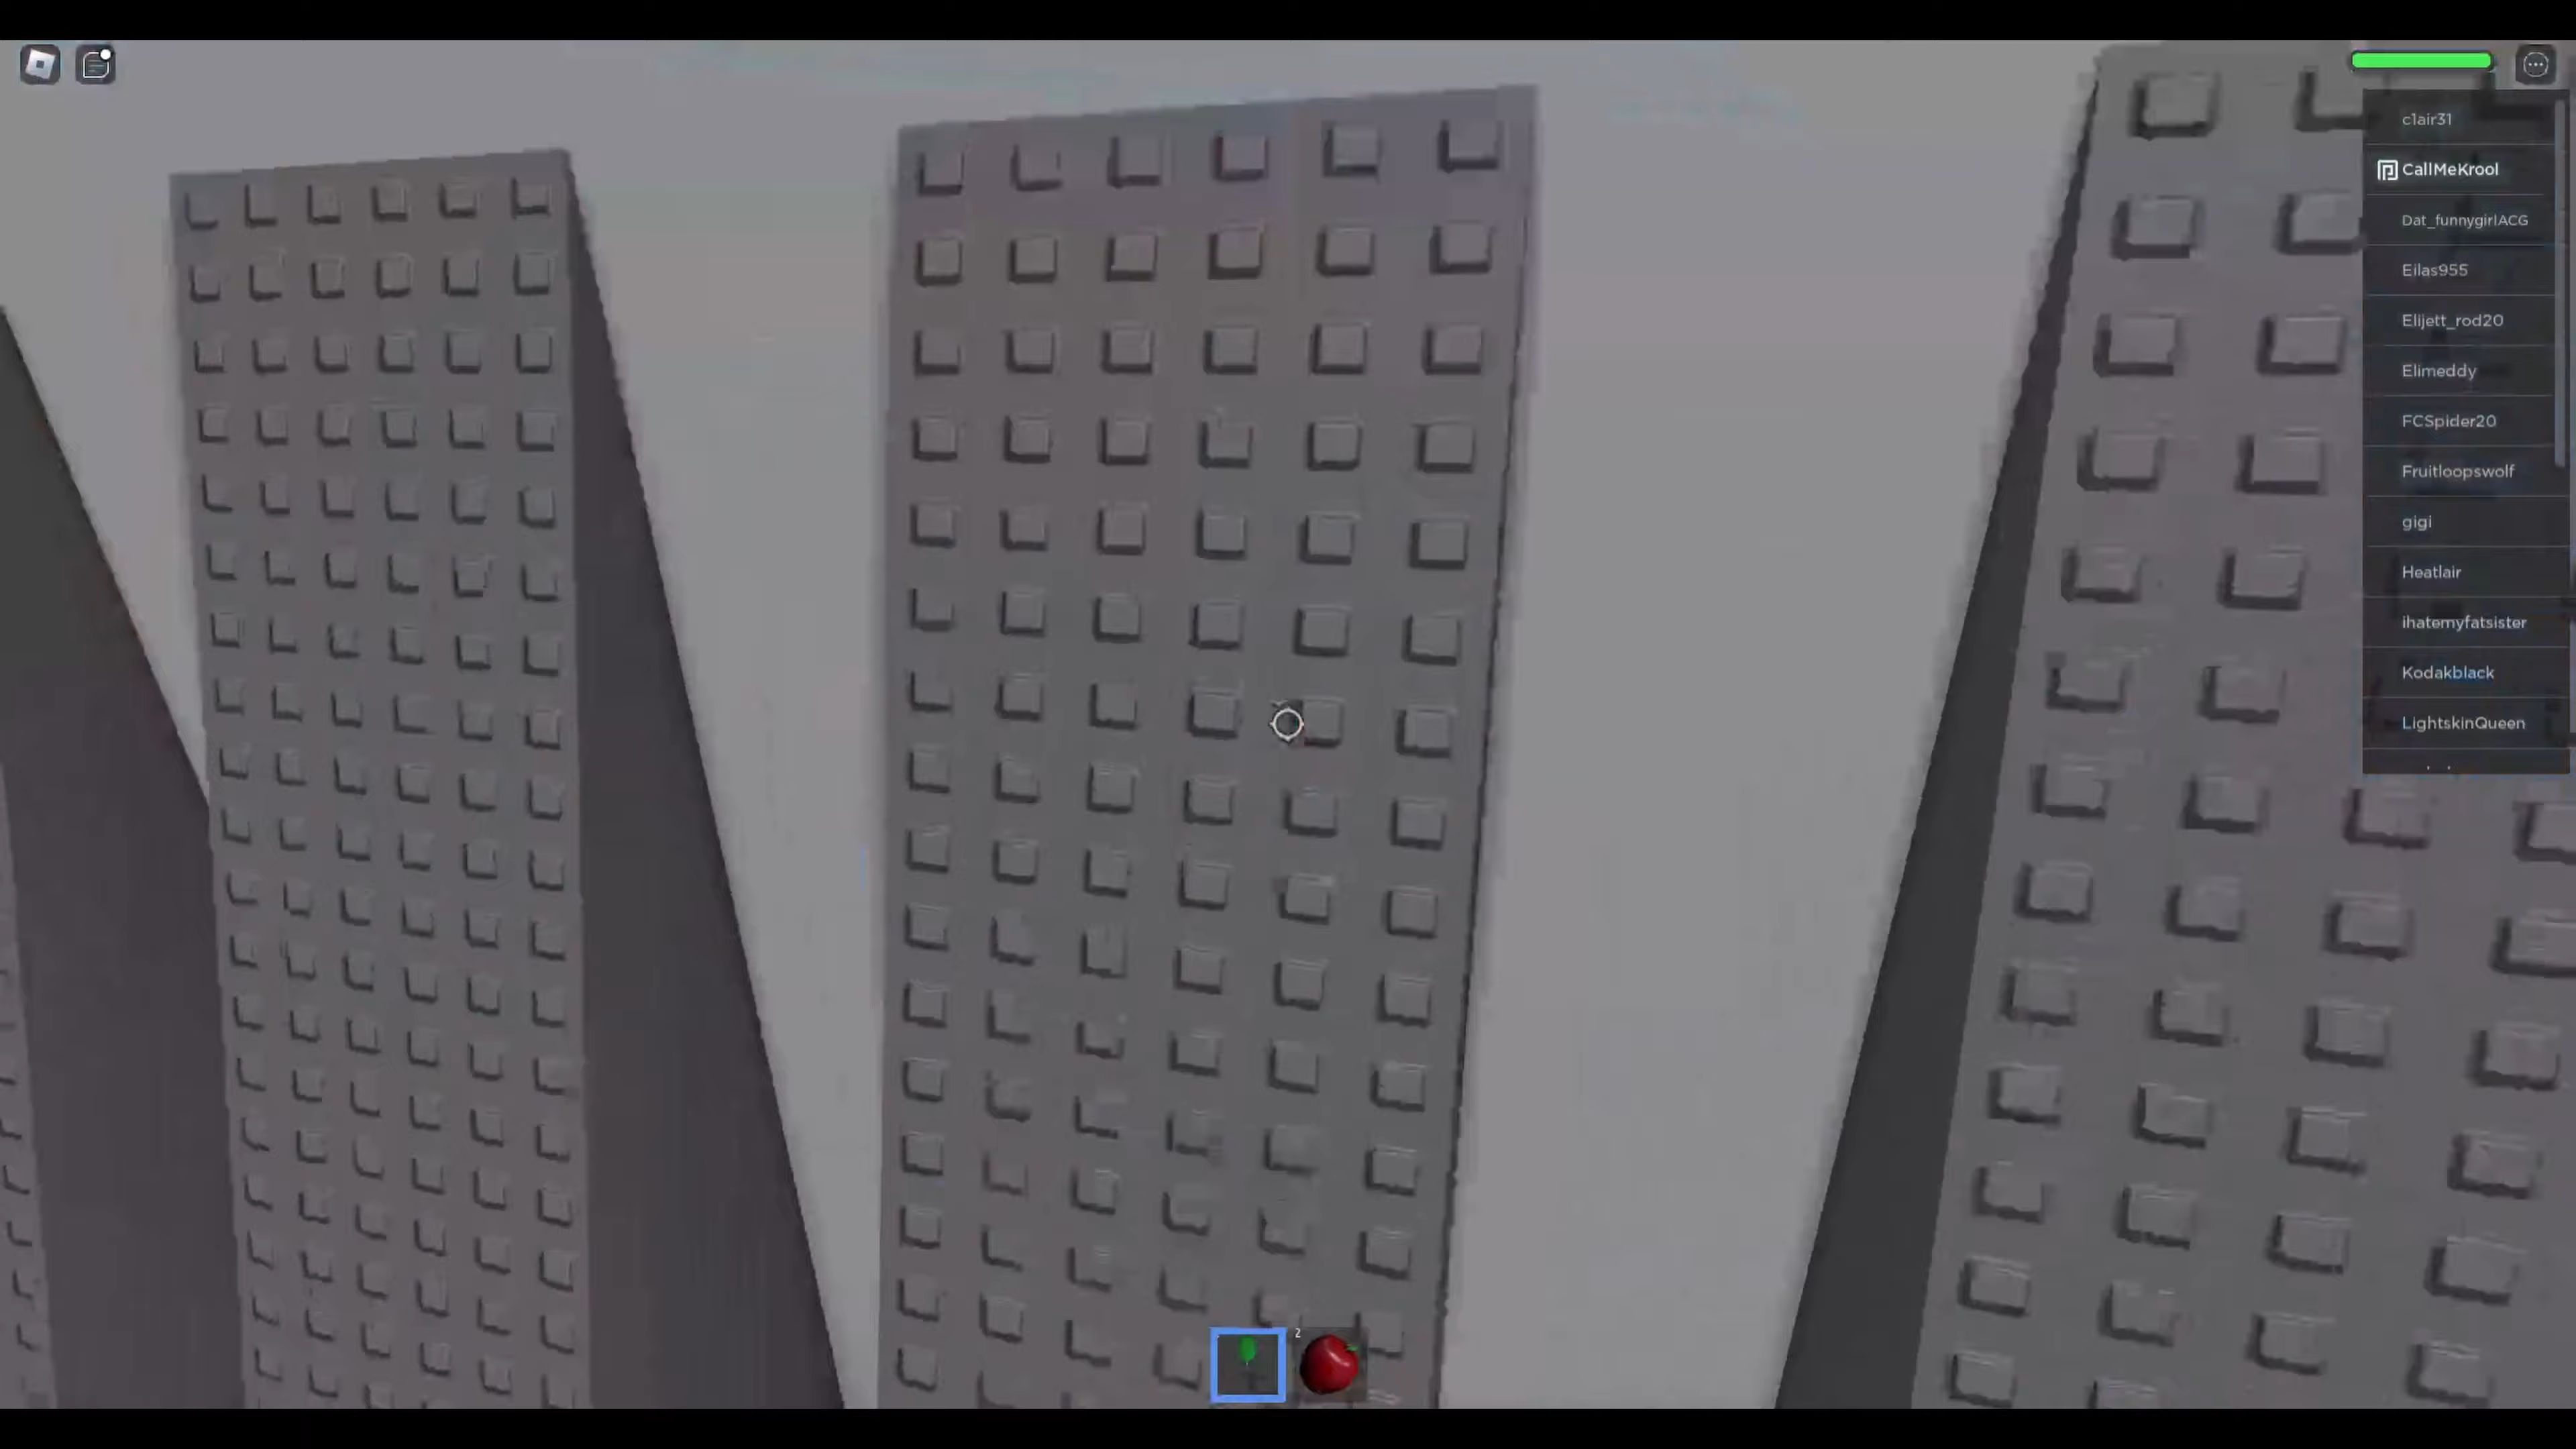 c1air31
CallMeKrool
Dat_funnygirlACG
Eilas955
Elijett_rod20
Elimeddy
FCSpider20
Fruitloopswolf
gigi
Heatlair
ihatemyfatsister
Kodakblack
LightskinQueen
2